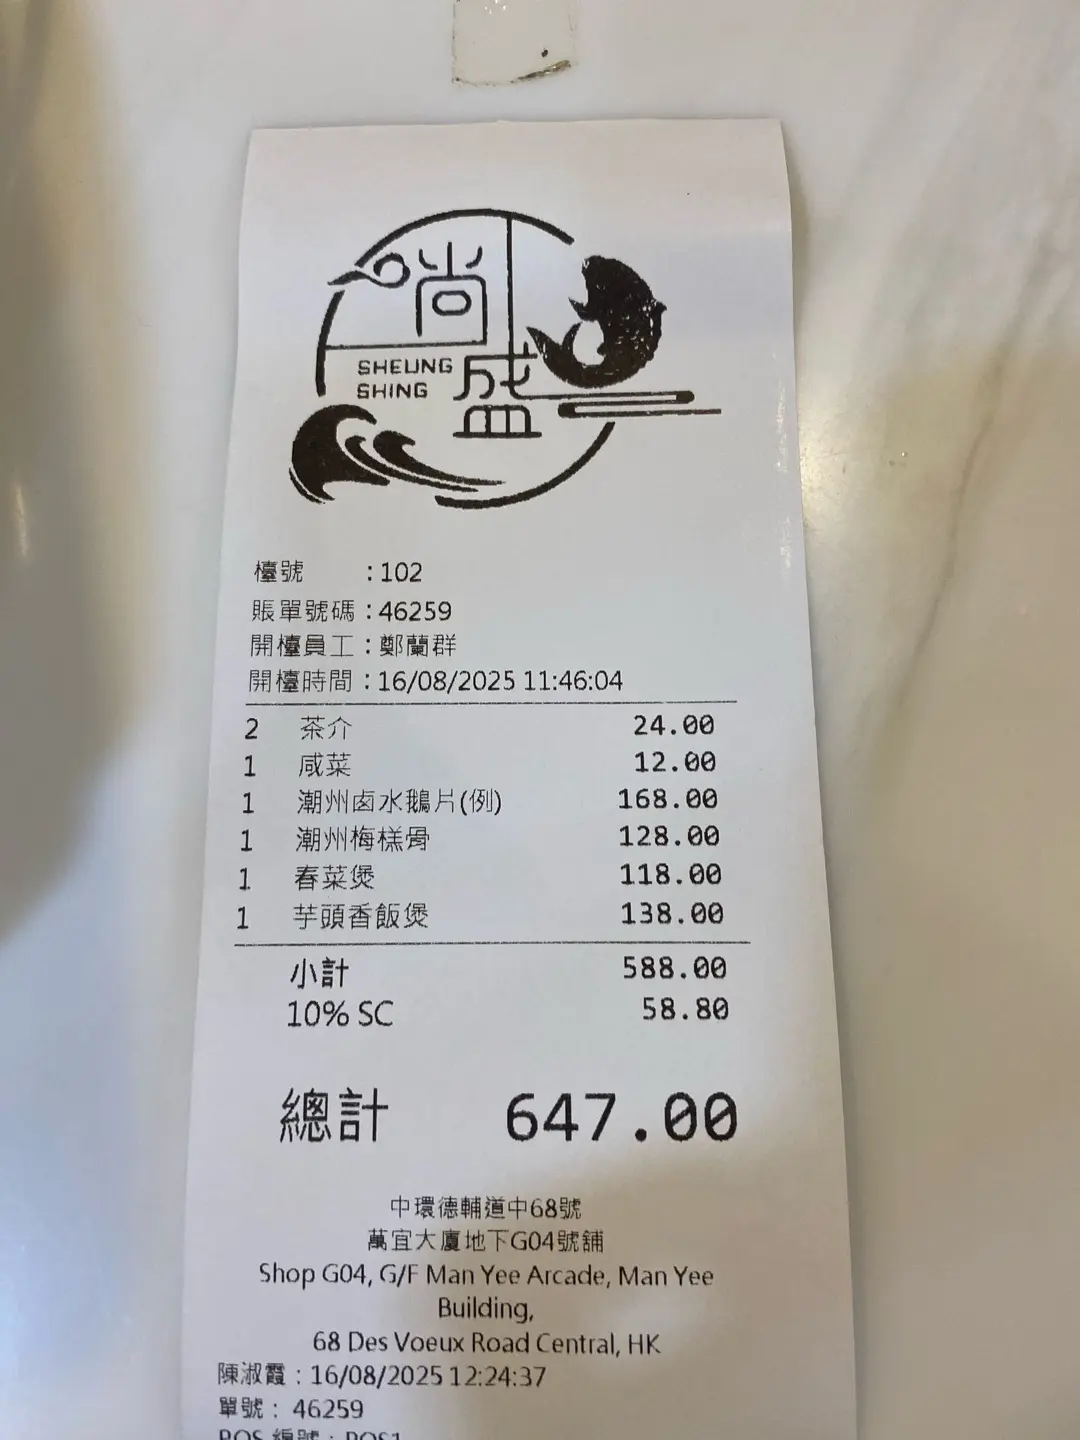 尚盛
SHEUNG
SHING
檯號 :102
賬單號碼:46259
開檯員工:鄭蘭群
開檯時間:16/08/2025 11:46:04
2 茶介 24.00
1 咸菜 12.00
1 潮州卤水鵝片(例) 168.00
1 潮州梅榚骨 128.00
1 春菜煲 118.00
1 芋頭香飯煲 138.00
小計 588.00
10% SC 58.80
總計 647.00
中環德輔道中68號
萬宜大廈地下G04號舖
Shop G04, G/F Man Yee Arcade, Man Yee
Building,
68 Des Voeux Road Central, HK
陳淑霞:16/08/2025 12:24:37
單號: 46259
POS 編號:POS1